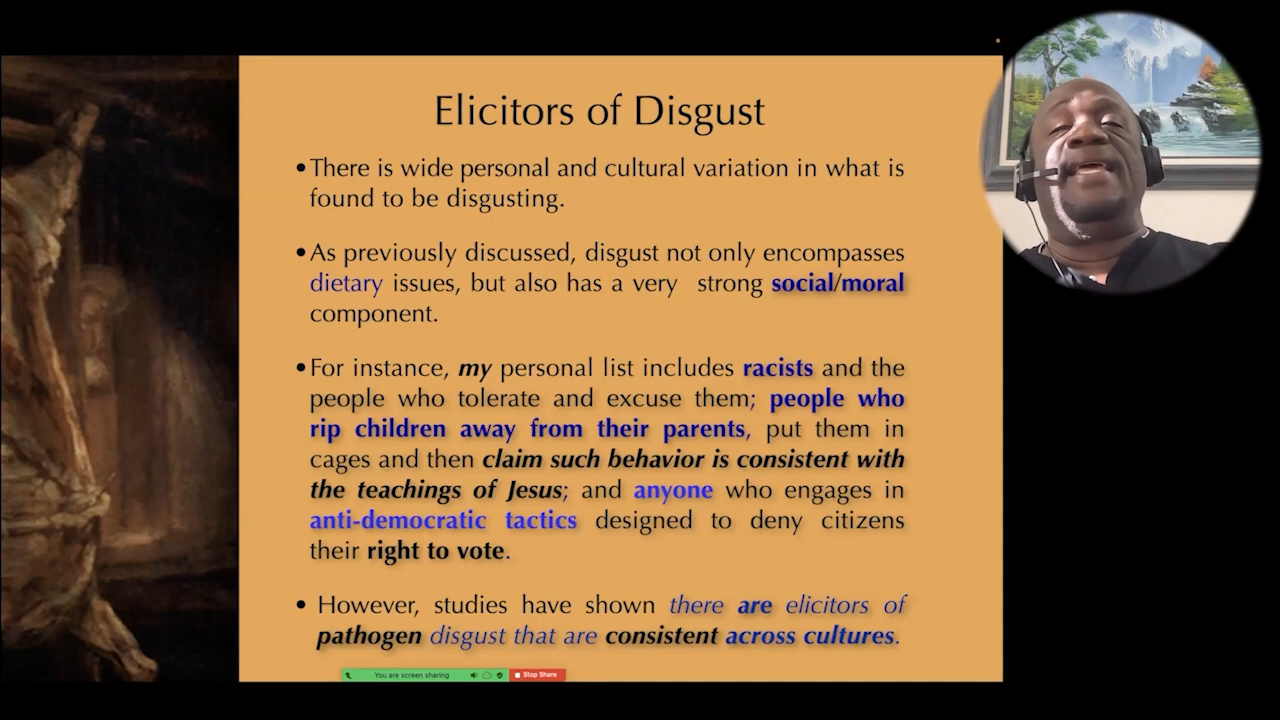 Elicitors of Disgust
•There is wide personal and cultural variation in what is
found to be disgusting.
•As previously discussed, disgust not only encompasses
dietary issues, but also has a very strong social/moral
component.
•For instance, my personal list includes racists and the
people who tolerate and excuse them; people who
rip children away from their parents, put them in
cages and then claim such behavior is consistent with
the teachings of Jesus; and anyone who engages in
anti-democratic tactics designed to deny citizens
their right to vote.
• However, studies have shown there are elicitors of
pathogen disgust that are consistent across cultures.
You are screen sharing
Stop Share